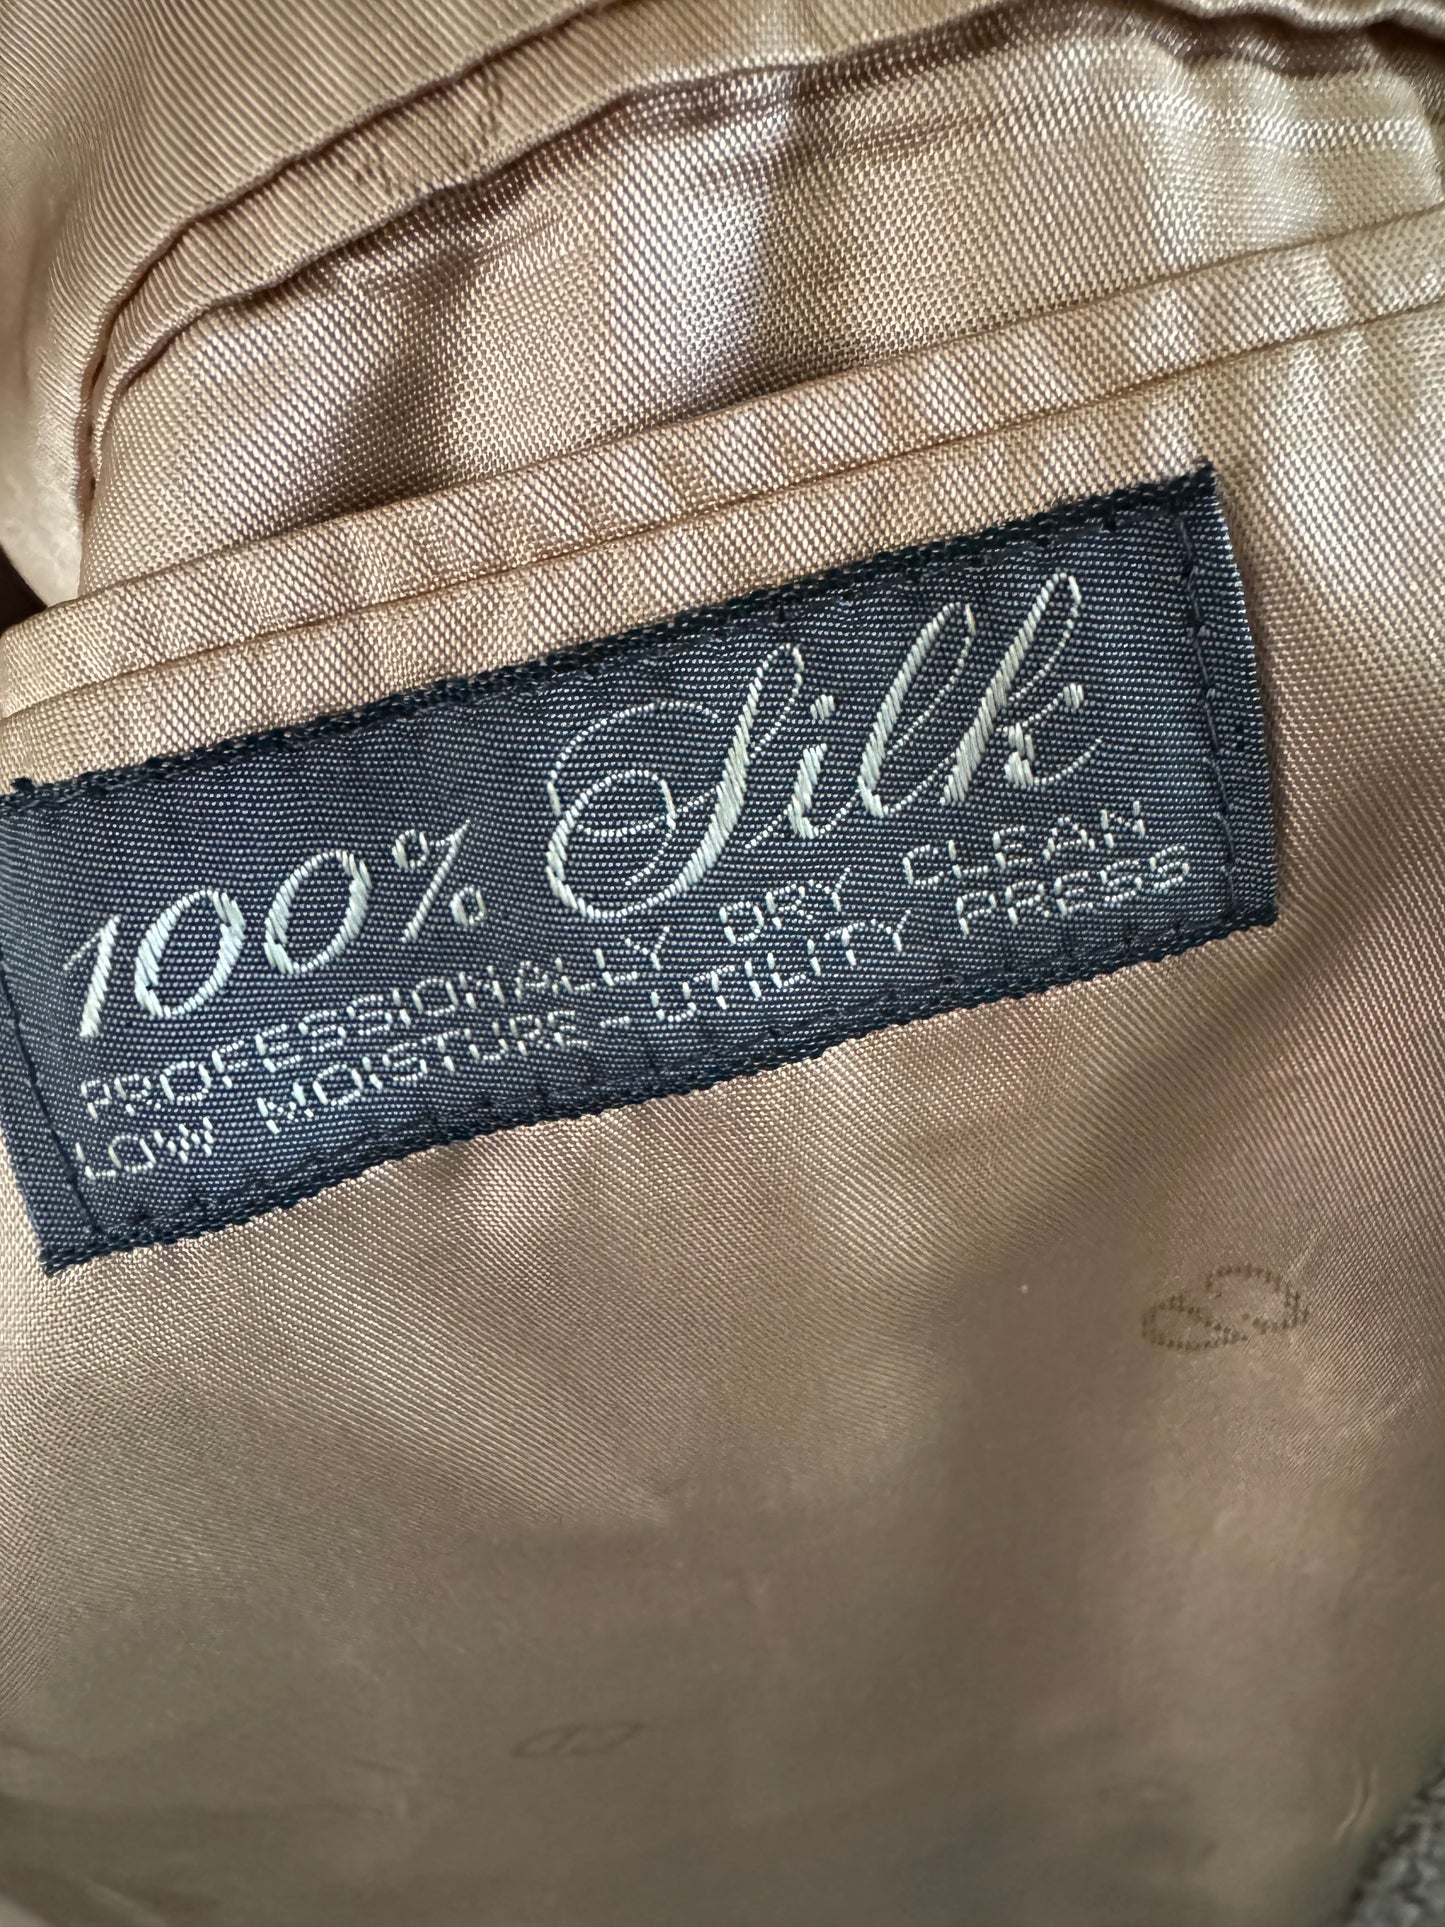 100% Silk
PROFESSIONALLY DRY CLEAN
LOW MOISTURE-UTILITY PRESS